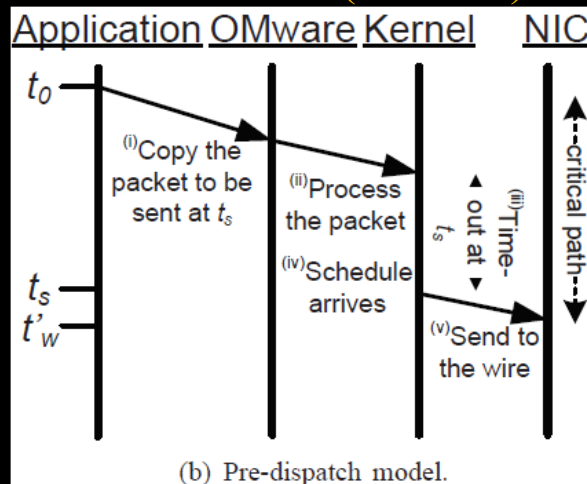 Application OMware Kernel NIC
t0
(i)Copy the
packet to be
sent at ts
(ii)Process
the packet
(iii)Time-
out at
ts
critical path
(iv)Schedule
arrives
ts
t'w
(v)Send to
the wire
(b) Pre-dispatch model.